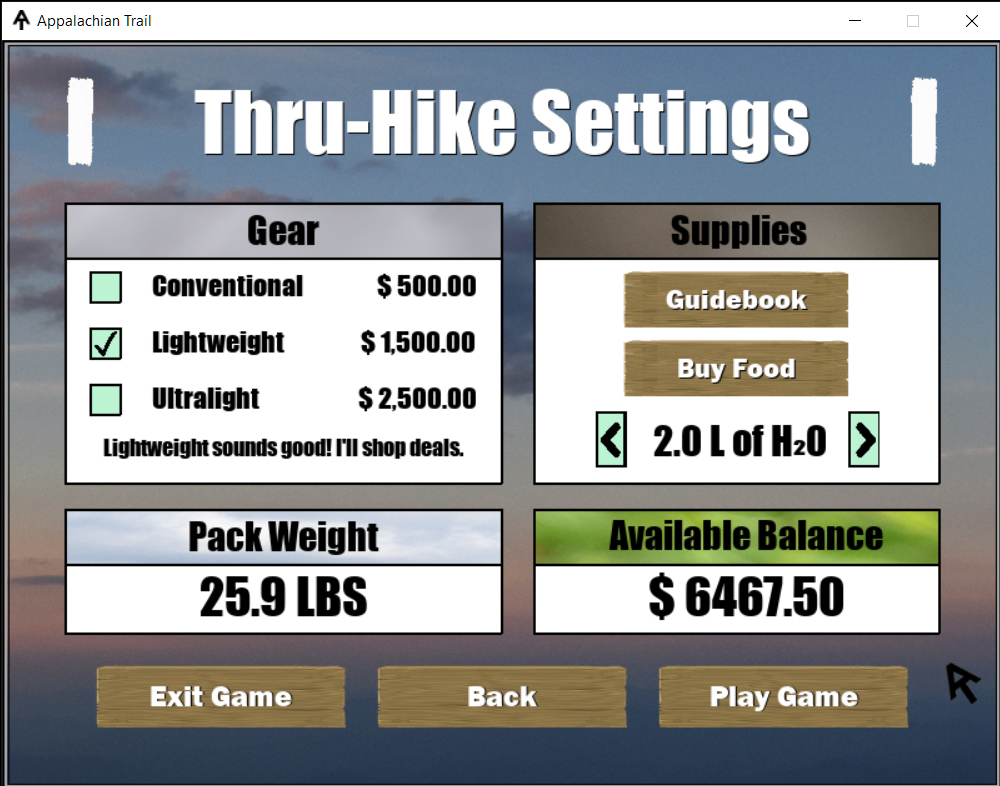 Appalachian Trail
Thru-Hike Settings
Gear
Conventional $ 500.00
Lightweight $ 1,500.00
Ultralight $ 2,500.00
Lightweight sounds good! I'll shop deals.
Supplies
Guidebook
Buy Food
2.0 L of H₂O
Pack Weight
25.9 LBS
Available Balance
$ 6467.50
Exit Game
Back
Play Game